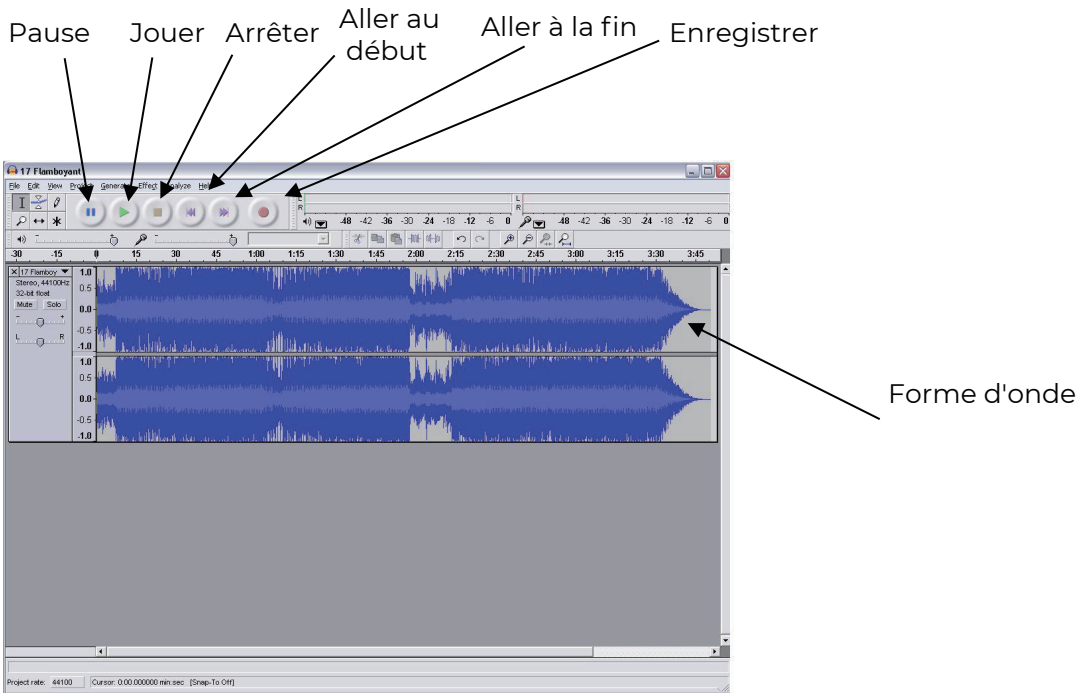 Pause Jouer Arrêter Aller au début Aller à la fin Enregistrer
17 Flamboyant
File Edit View Project Generate Effect Analyze Help
L
R
-48 -42 -36 -30 -24 -18 -12 -6 0
L
R
-48 -42 -36 -30 -24 -18 -12 -6 0
-30 -15 0 15 30 45 1:00 1:15 1:30 1:45 2:00 2:15 2:30 2:45 3:00 3:15 3:30 3:45
17 Flamboy
Stereo, 44100Hz
32-bit float
Mute Solo
- +
L R
1.0
0.5
0.0
-0.5
-1.0
1.0
0.5
0.0
-0.5
-1.0
Forme d'onde
Project rate: 44100 Cursor: 0:00.000000 min:sec [Snap-To Off]